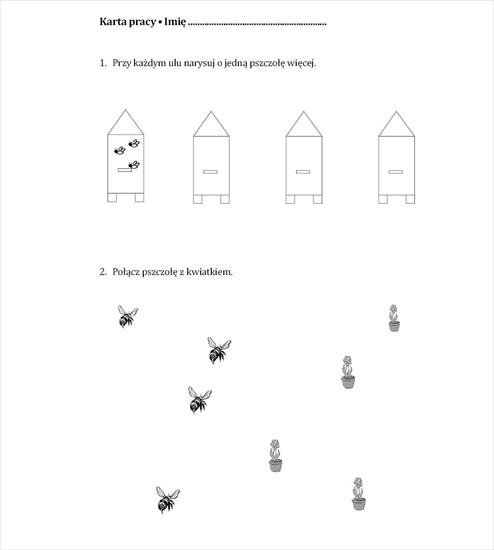 Karta pracy • Imię ..........................................................
1. Przy każdym ulu narysuj o jedną pszczołę więcej.
2. Połącz pszczołę z kwiatkiem.